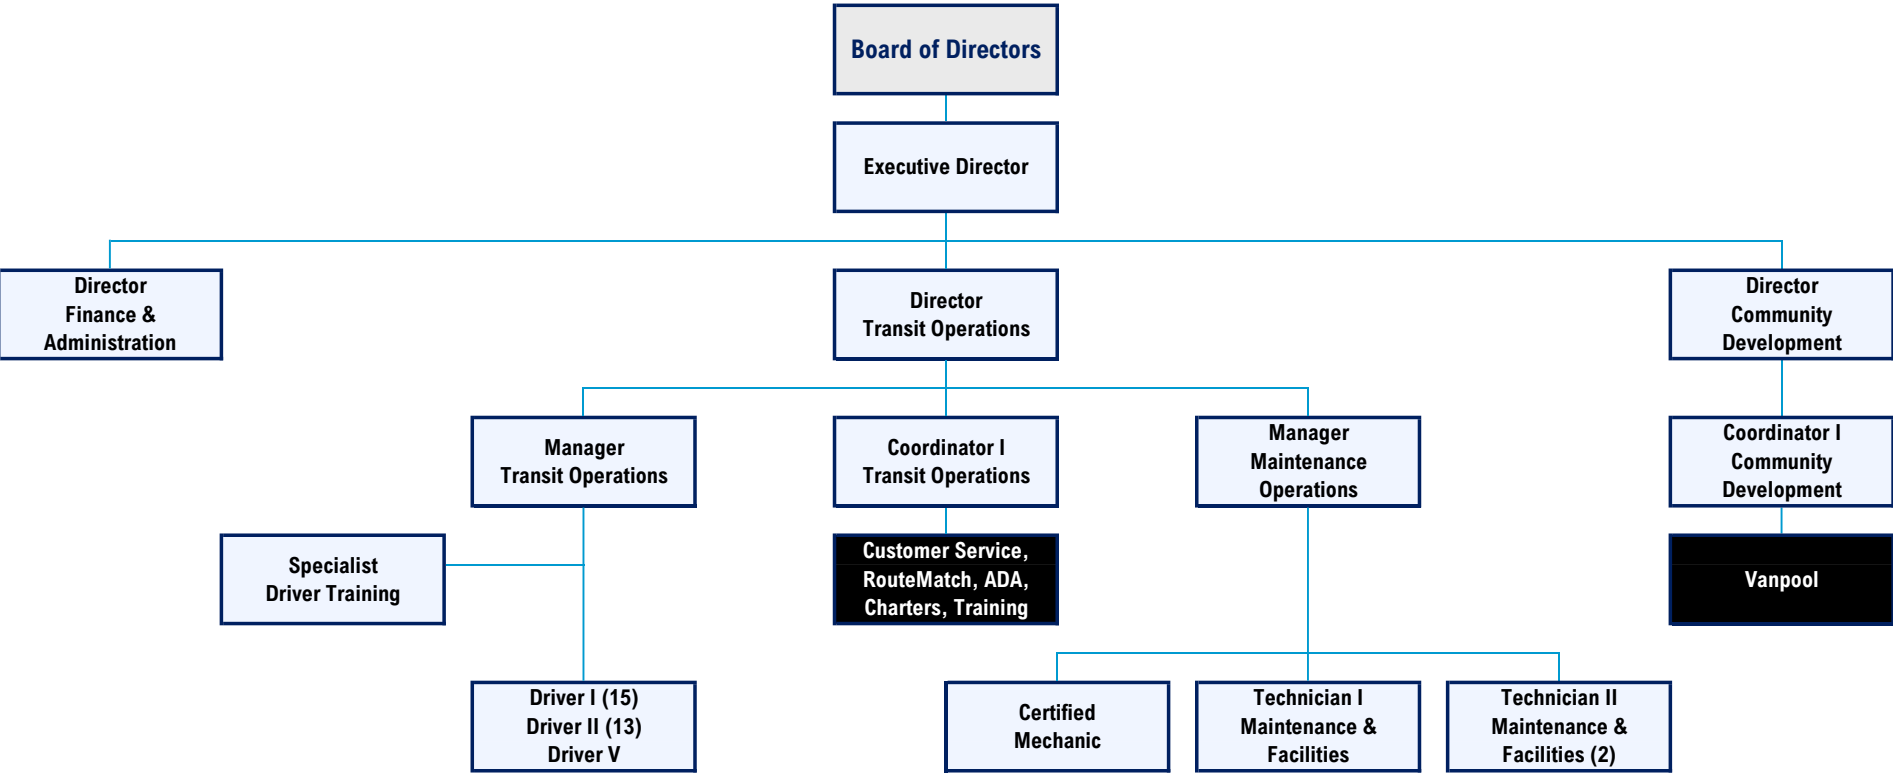 Board of Directors
Executive Director
Director
Finance &
Administration
Director
Transit Operations
Director
Community
Development
Manager
Transit Operations
Coordinator I
Transit Operations
Manager
Maintenance
Operations
Coordinator I
Community
Development
Specialist
Driver Training
Customer Service,
RouteMatch, ADA,
Charters, Training
Vanpool
Driver I (15)
Driver II (13)
Driver V
Certified
Mechanic
Technician I
Maintenance &
Facilities
Technician II
Maintenance &
Facilities (2)